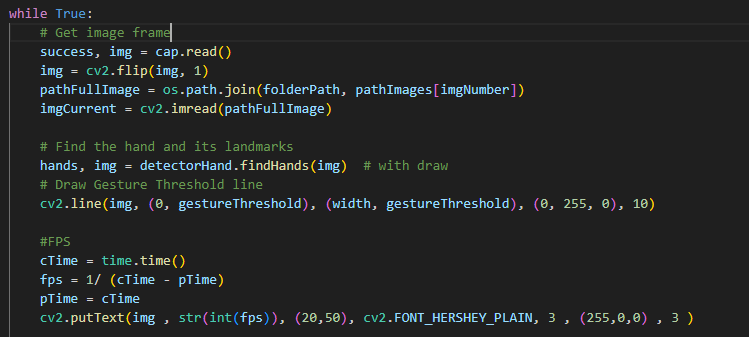 while True:
    # Get image frame
    success, img = cap.read()
    img = cv2.flip(img, 1)
    pathFullImage = os.path.join(folderPath, pathImages[imgNumber])
    imgCurrent = cv2.imread(pathFullImage)

    # Find the hand and its landmarks
    hands, img = detectorHand.findHands(img)  # with draw
    # Draw Gesture Threshold line
    cv2.line(img, (0, gestureThreshold), (width, gestureThreshold), (0, 255, 0), 10)

    #FPS
    cTime = time.time()
    fps = 1/ (cTime - pTime)
    pTime = cTime
    cv2.putText(img , str(int(fps)), (20,50), cv2.FONT_HERSHEY_PLAIN, 3 , (255,0,0) , 3 )